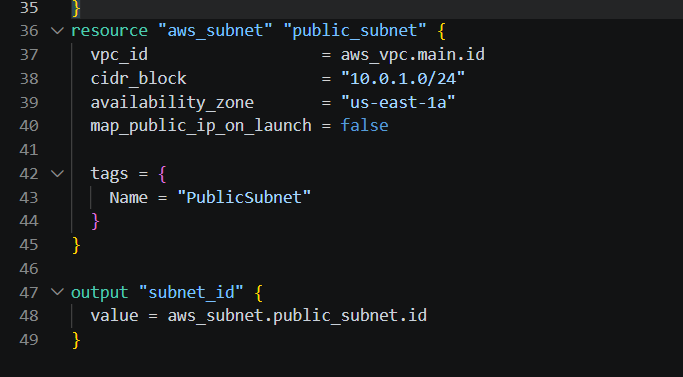 35 }
36 resource "aws_subnet" "public_subnet" {
37   vpc_id                  = aws_vpc.main.id
38   cidr_block              = "10.0.1.0/24"
39   availability_zone       = "us-east-1a"
40   map_public_ip_on_launch = false
41
42   tags = {
43     Name = "PublicSubnet"
44   }
45 }
46
47 output "subnet_id" {
48   value = aws_subnet.public_subnet.id
49 }